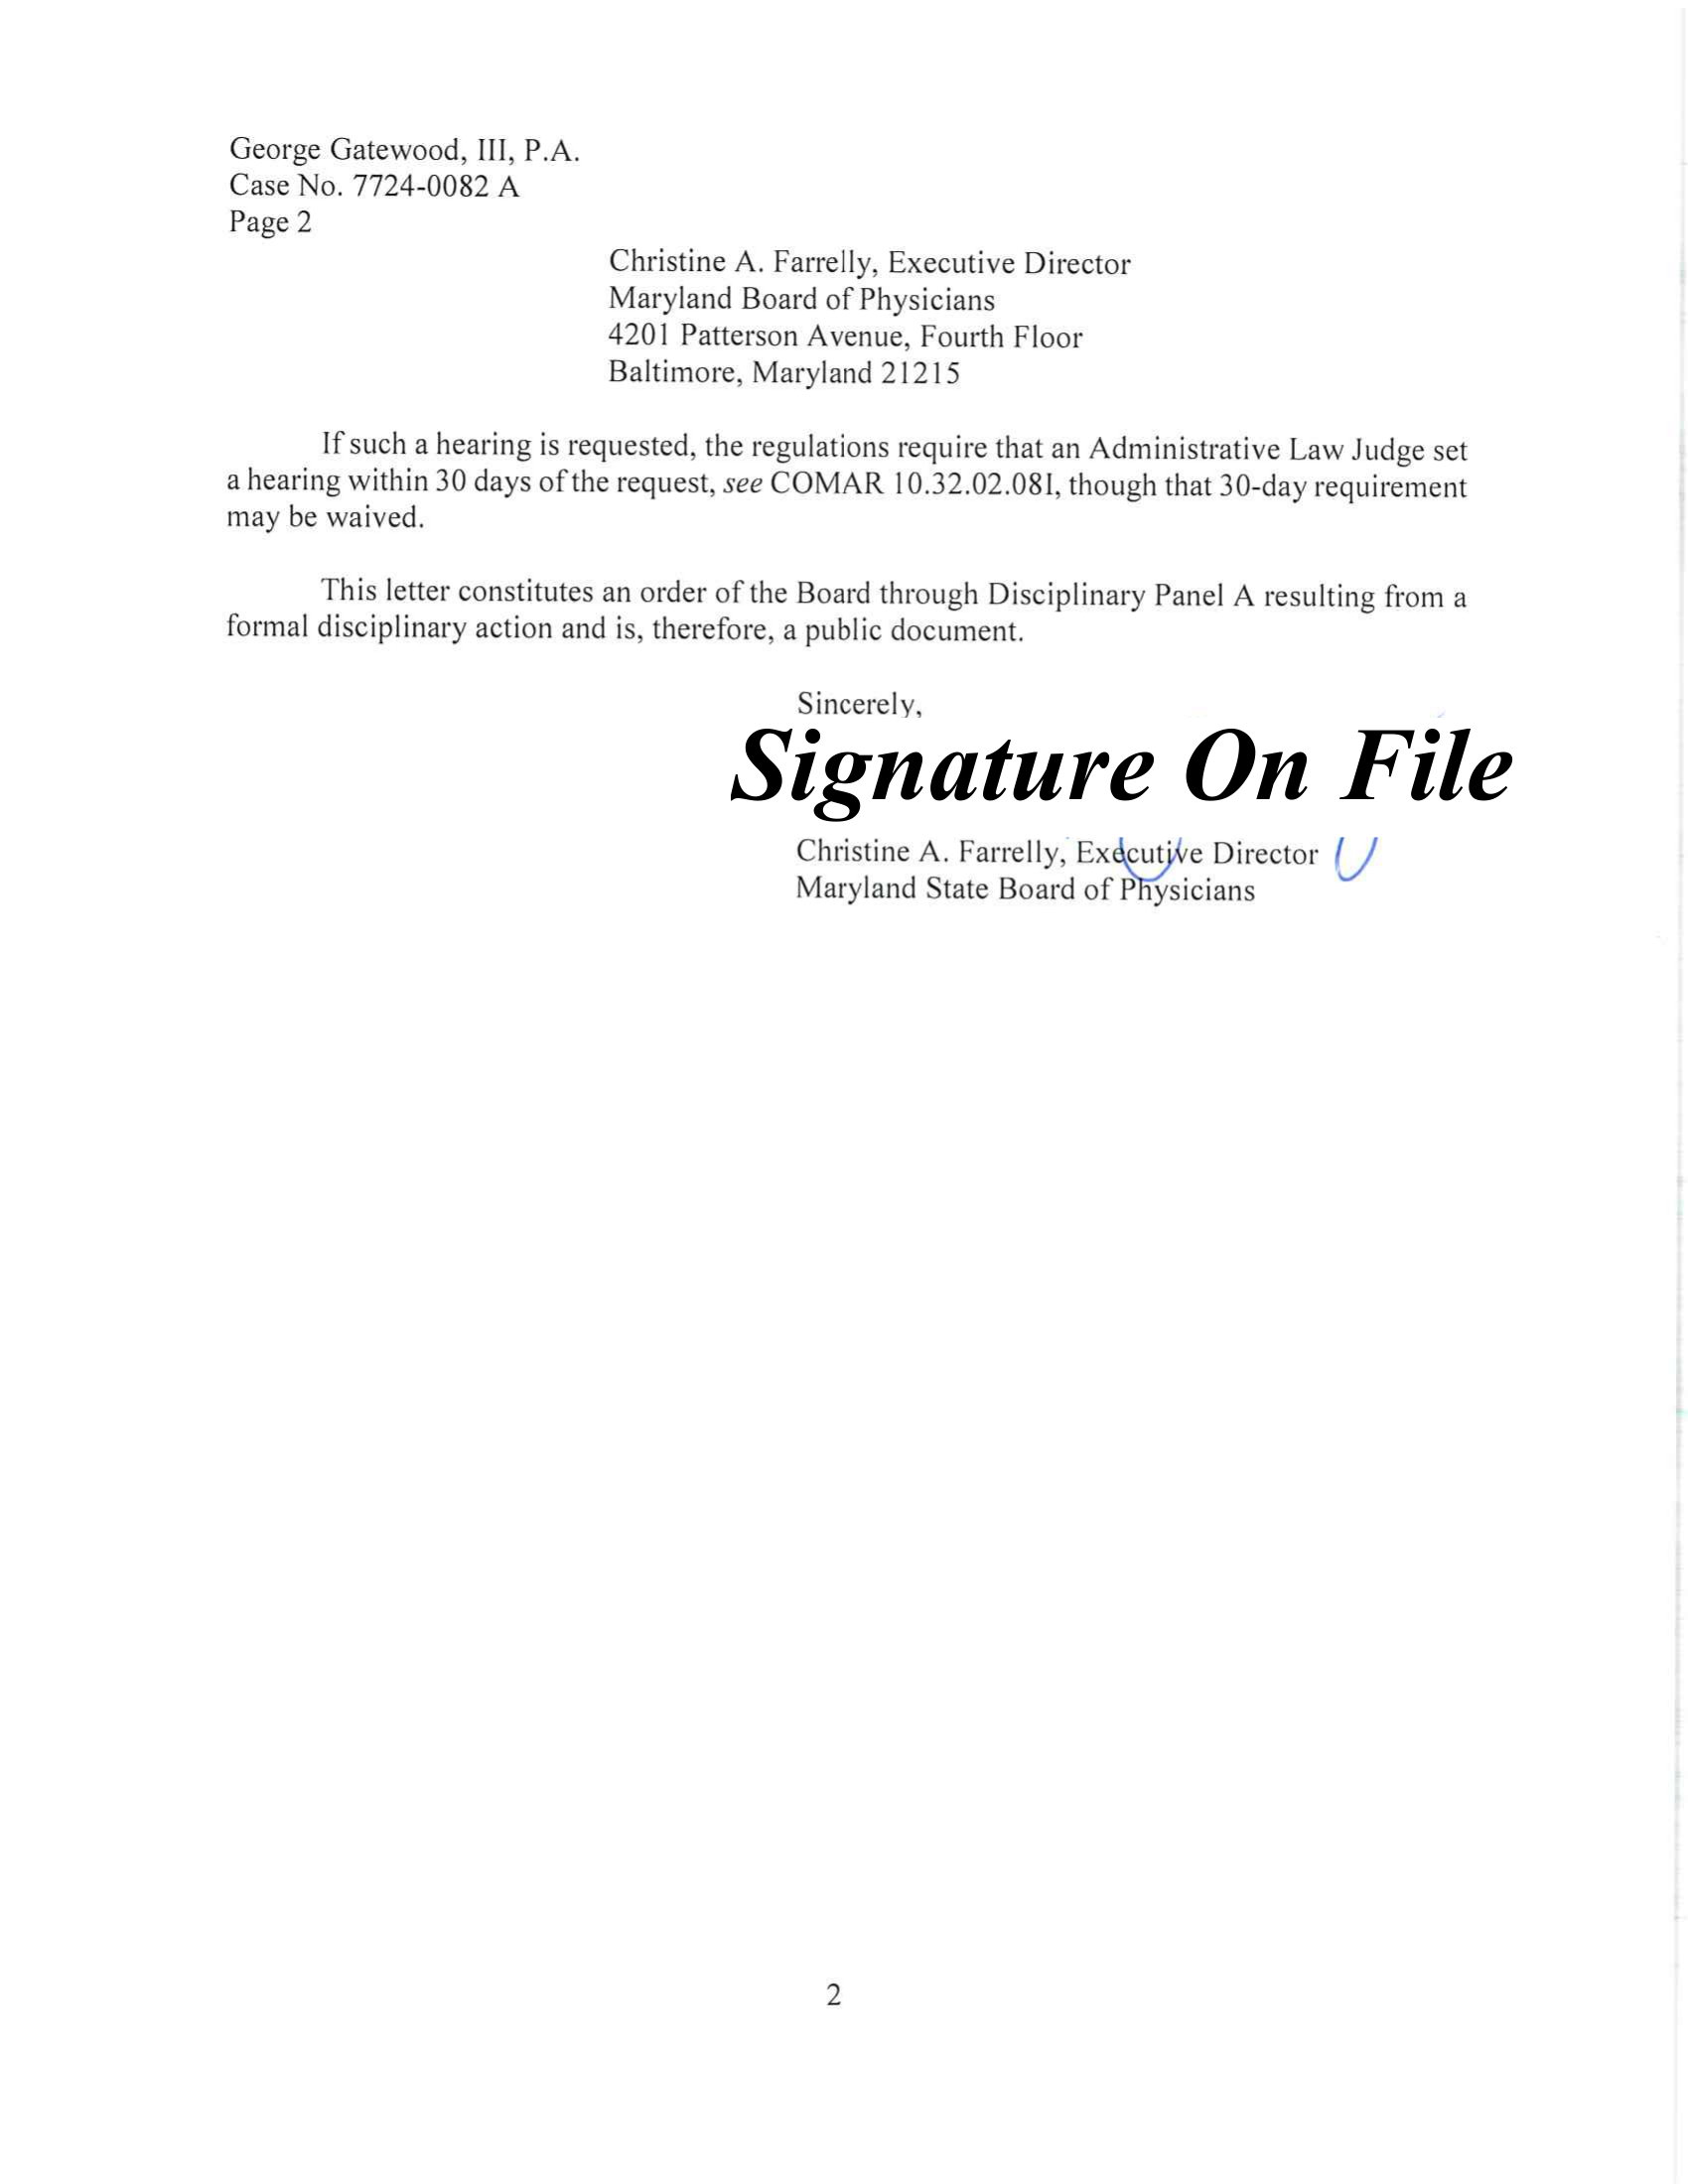 George Gatewood, III, P.A.
Case No. 7724-0082 A
Page 2
Christine A. Farrelly, Executive Director
Maryland Board of Physicians
4201 Patterson Avenue, Fourth Floor
Baltimore, Maryland 21215
If such a hearing is requested, the regulations require that an Administrative Law Judge set
a hearing within 30 days of the request, see COMAR 10.32.02.08I, though that 30-day requirement
may be waived.
This letter constitutes an order of the Board through Disciplinary Panel A resulting from a
formal disciplinary action and is, therefore, a public document.
Sincerely,
Signature On File
Christine A. Farrelly, Executive Director
Maryland State Board of Physicians
2